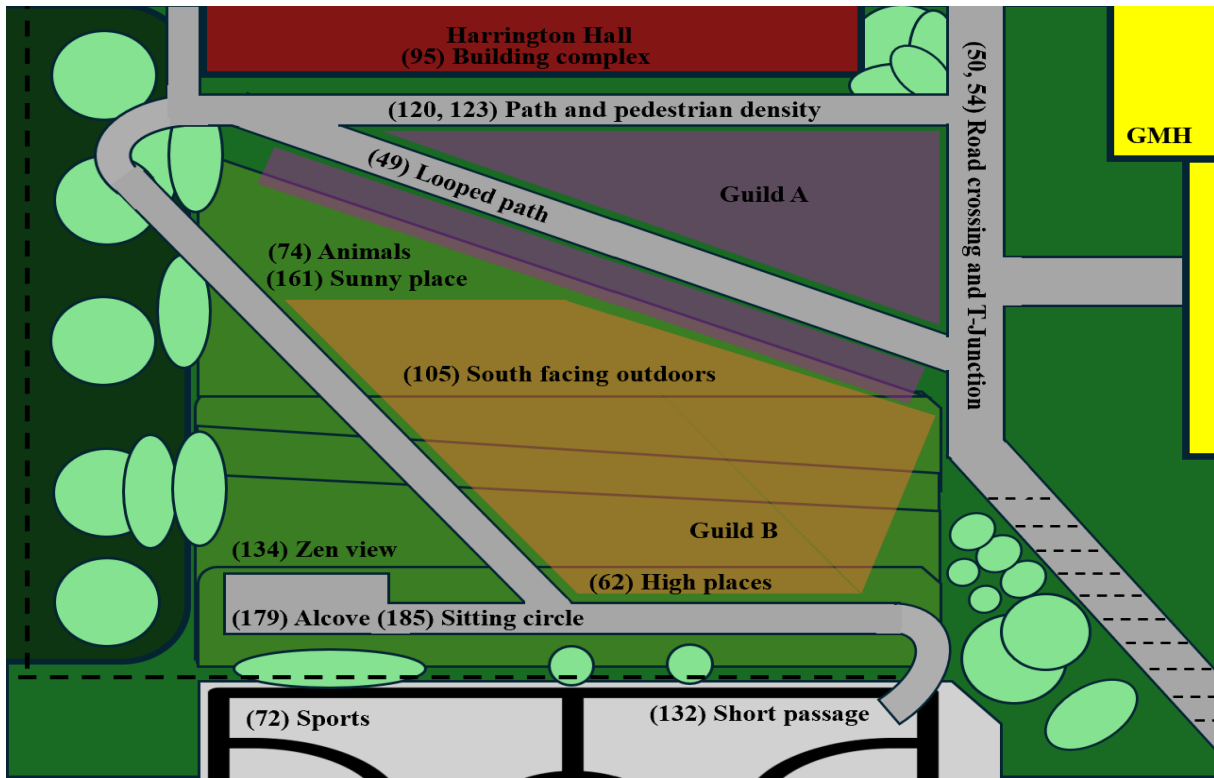 Harrington Hall
(95) Building complex
(120, 123) Path and pedestrian density
(50, 54) Road crossing and T-Junction
GMH
(49) Looped path
Guild A
(74) Animals
(161) Sunny place
(105) South facing outdoors
Guild B
(134) Zen view
(62) High places
(179) Alcove (185) Sitting circle
(72) Sports
(132) Short passage